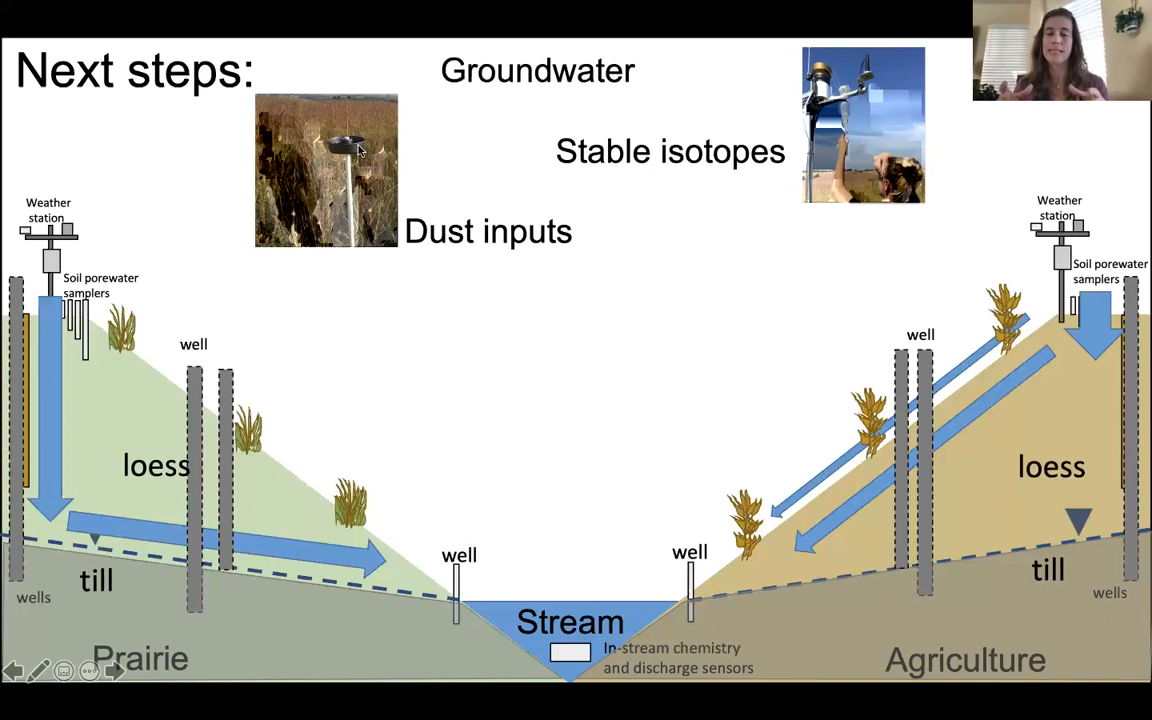 Next steps:
Groundwater
Stable isotopes
Dust inputs
Weather
station
Soil porewater
samplers
well
loess
till
wells
Prairie
well
Stream
In-stream chemistry
and discharge sensors
well
Weather
station
Soil porewater
samplers
well
loess
till
wells
Agriculture